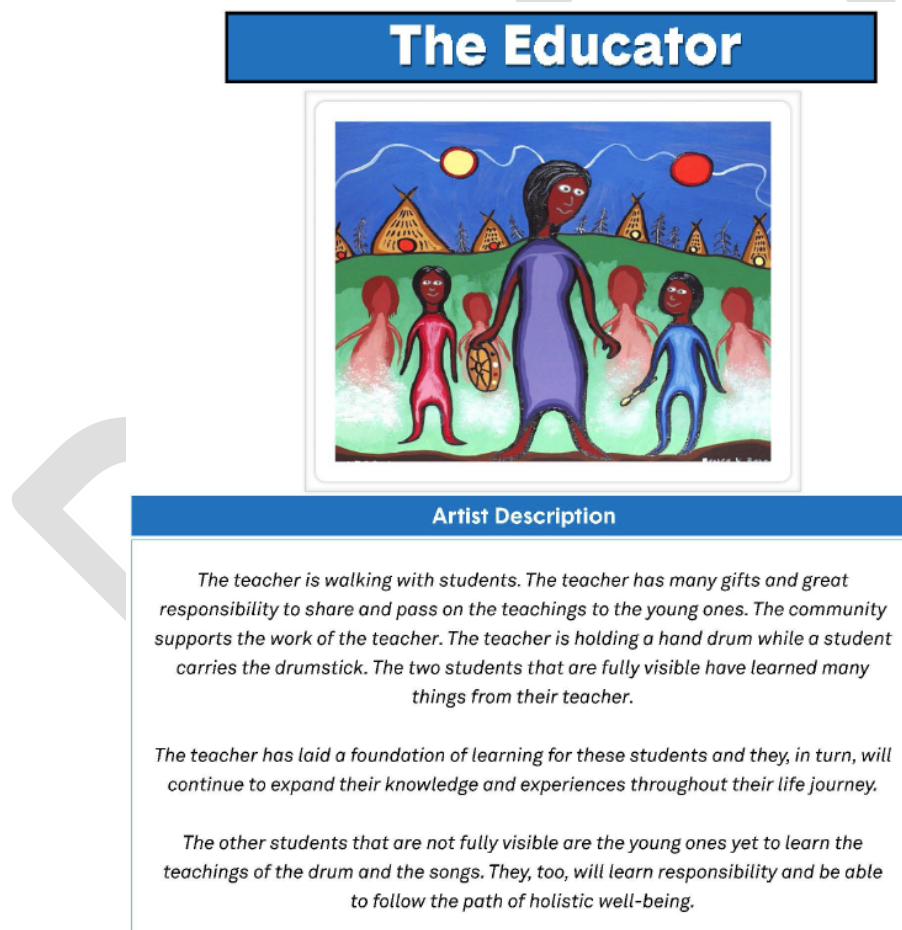 The Educator
Artist Description
The teacher is walking with students. The teacher has many gifts and great
responsibility to share and pass on the teachings to the young ones. The community
supports the work of the teacher. The teacher is holding a hand drum while a student
carries the drumstick. The two students that are fully visible have learned many
things from their teacher.
The teacher has laid a foundation of learning for these students and they, in turn, will
continue to expand their knowledge and experiences throughout their life journey.
The other students that are not fully visible are the young ones yet to learn the
teachings of the drum and the songs. They, too, will learn responsibility and be able
to follow the path of holistic well-being.